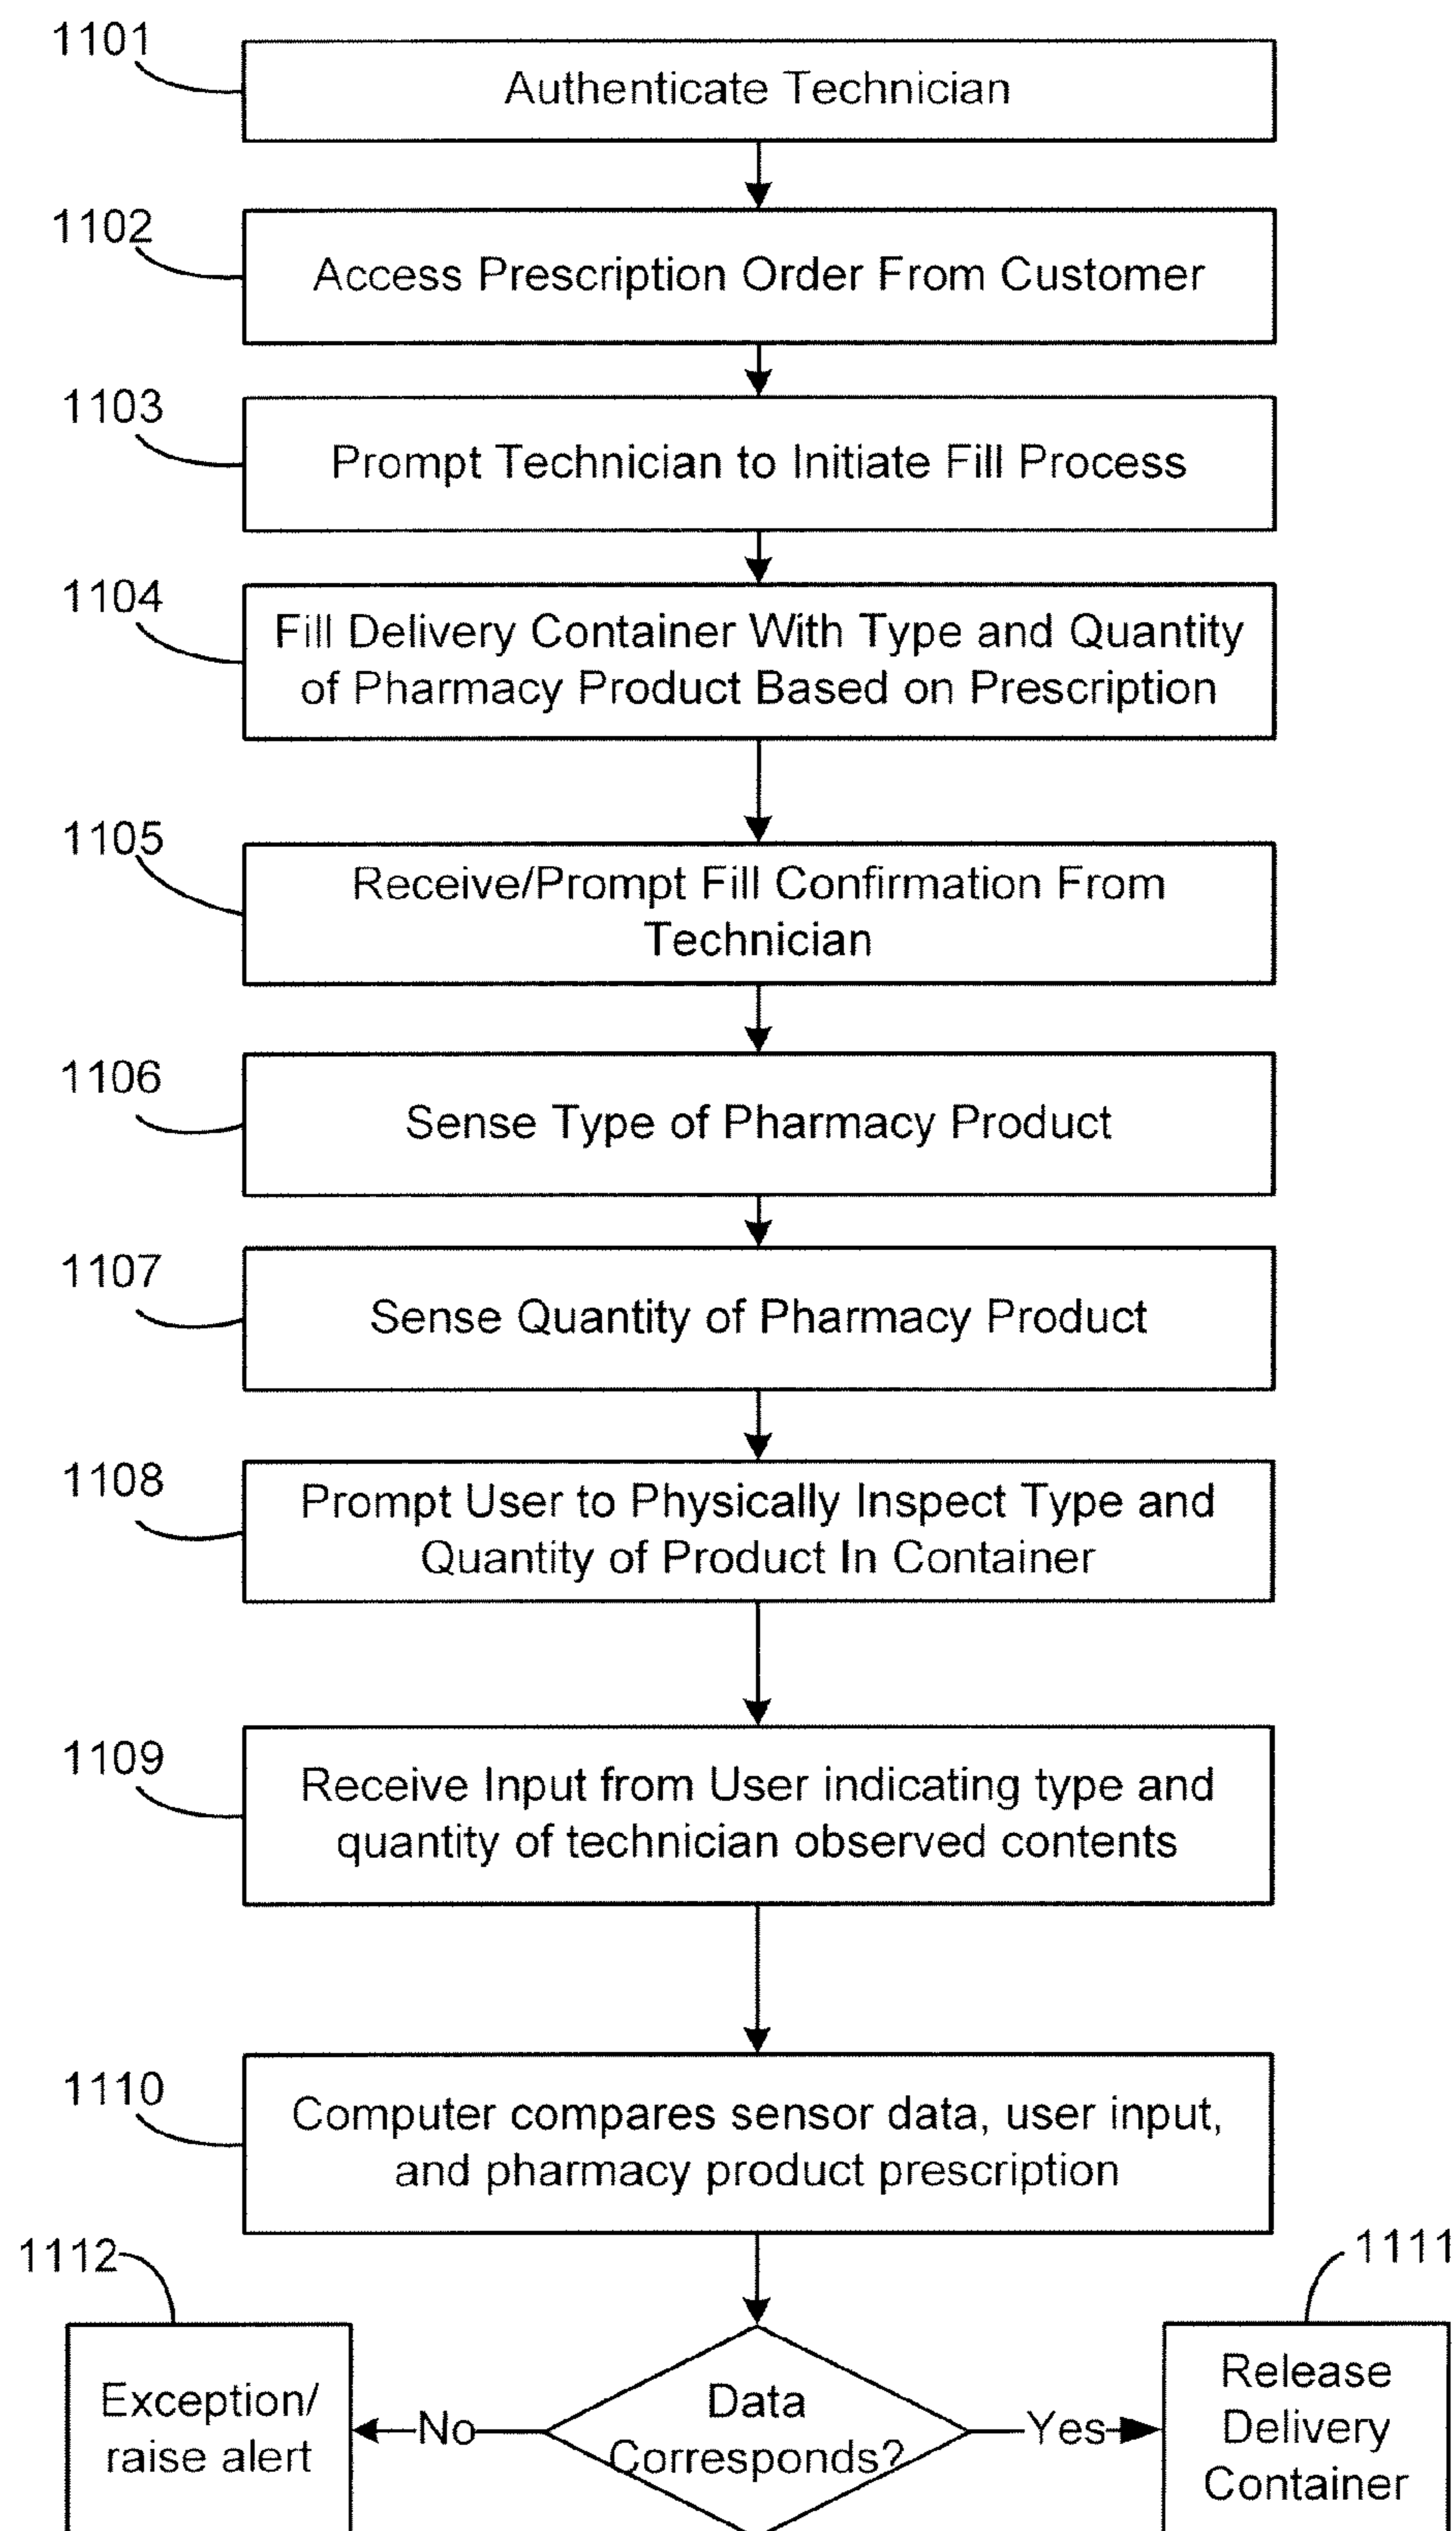 1101
Authenticate Technician
1102
Access Prescription Order From Customer
1103
Prompt Technician to Initiate Fill Process
1104
Fill Delivery Container With Type and Quantity
of Pharmacy Product Based on Prescription
1105
Receive/Prompt Fill Confirmation From
Technician
1106
Sense Type of Pharmacy Product
1107
Sense Quantity of Pharmacy Product
1108
Prompt User to Physically Inspect Type and
Quantity of Product In Container
1109
Receive Input from User indicating type and
quantity of technician observed contents
1110
Computer compares sensor data, user input,
and pharmacy product prescription
1112
1111
Exception/
raise alert
No
Data
Corresponds?
Yes
Release
Delivery
Container